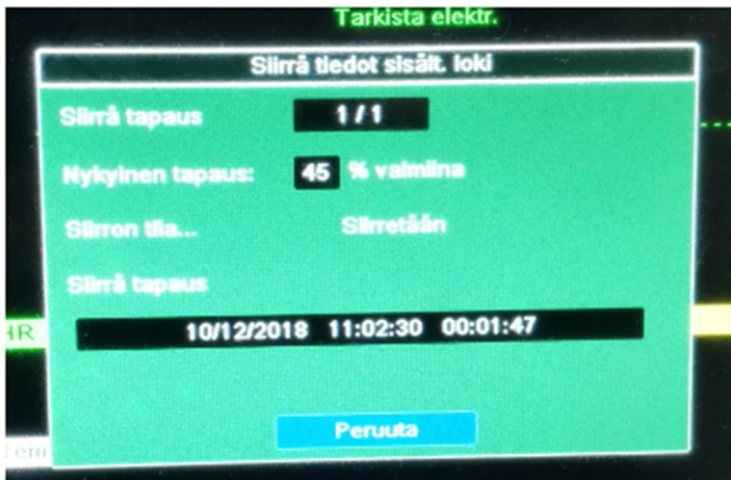 Tarkista elektr.
Siirrä tiedot sisält. loki
Siirrä tapaus 1 / 1
Nykyinen tapaus: 45 % valmiina
Siirron tila... Siirretään
Siirrä tapaus
HR
10/12/2018 11:02:30 00:01:47
Peruuta